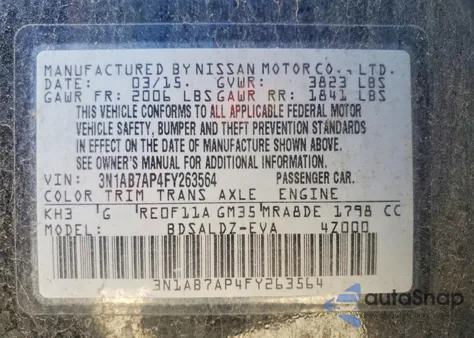 MANUFACTURED BY NISSAN MOTOR CO., LTD.
DATE: 03/15. GVWR: 3823 LBS
GAWR FR: 2006 LBS GAWR RR: 1841 LBS
THIS VEHICLE CONFORMS TO ALL APPLICABLE FEDERAL MOTOR
VEHICLE SAFETY, BUMPER AND THEFT PREVENTION STANDARDS
IN EFFECT ON THE DATE OF MANUFACTURE SHOWN ABOVE.
SEE OWNER'S MANUAL FOR ADDITIONAL INFORMATION.
VIN: 3N1AB7AP4FY263564 PASSENGER CAR.
COLOR TRIM TRANS AXLE ENGINE
KH3 G RE0F11A GM35 MRA8DE 1798 CC
MODEL: BDSALDZ-EVA 4Z000
3N1AB7AP4FY263564
autoSnap